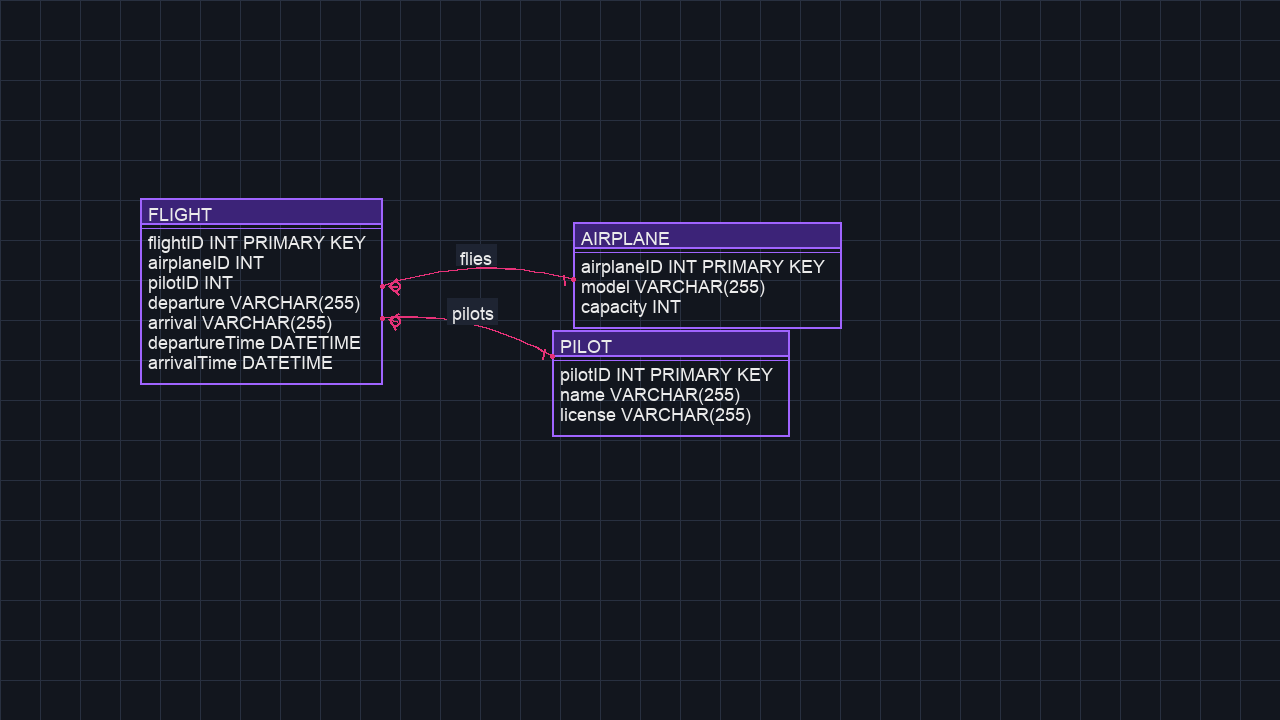 FLIGHT
flightID INT PRIMARY KEY
airplaneID INT
pilotID INT
departure VARCHAR(255)
arrival VARCHAR(255)
departureTime DATETIME
arrivalTime DATETIME
flies
pilots
AIRPLANE
airplaneID INT PRIMARY KEY
model VARCHAR(255)
capacity INT
PILOT
pilotID INT PRIMARY KEY
name VARCHAR(255)
license VARCHAR(255)